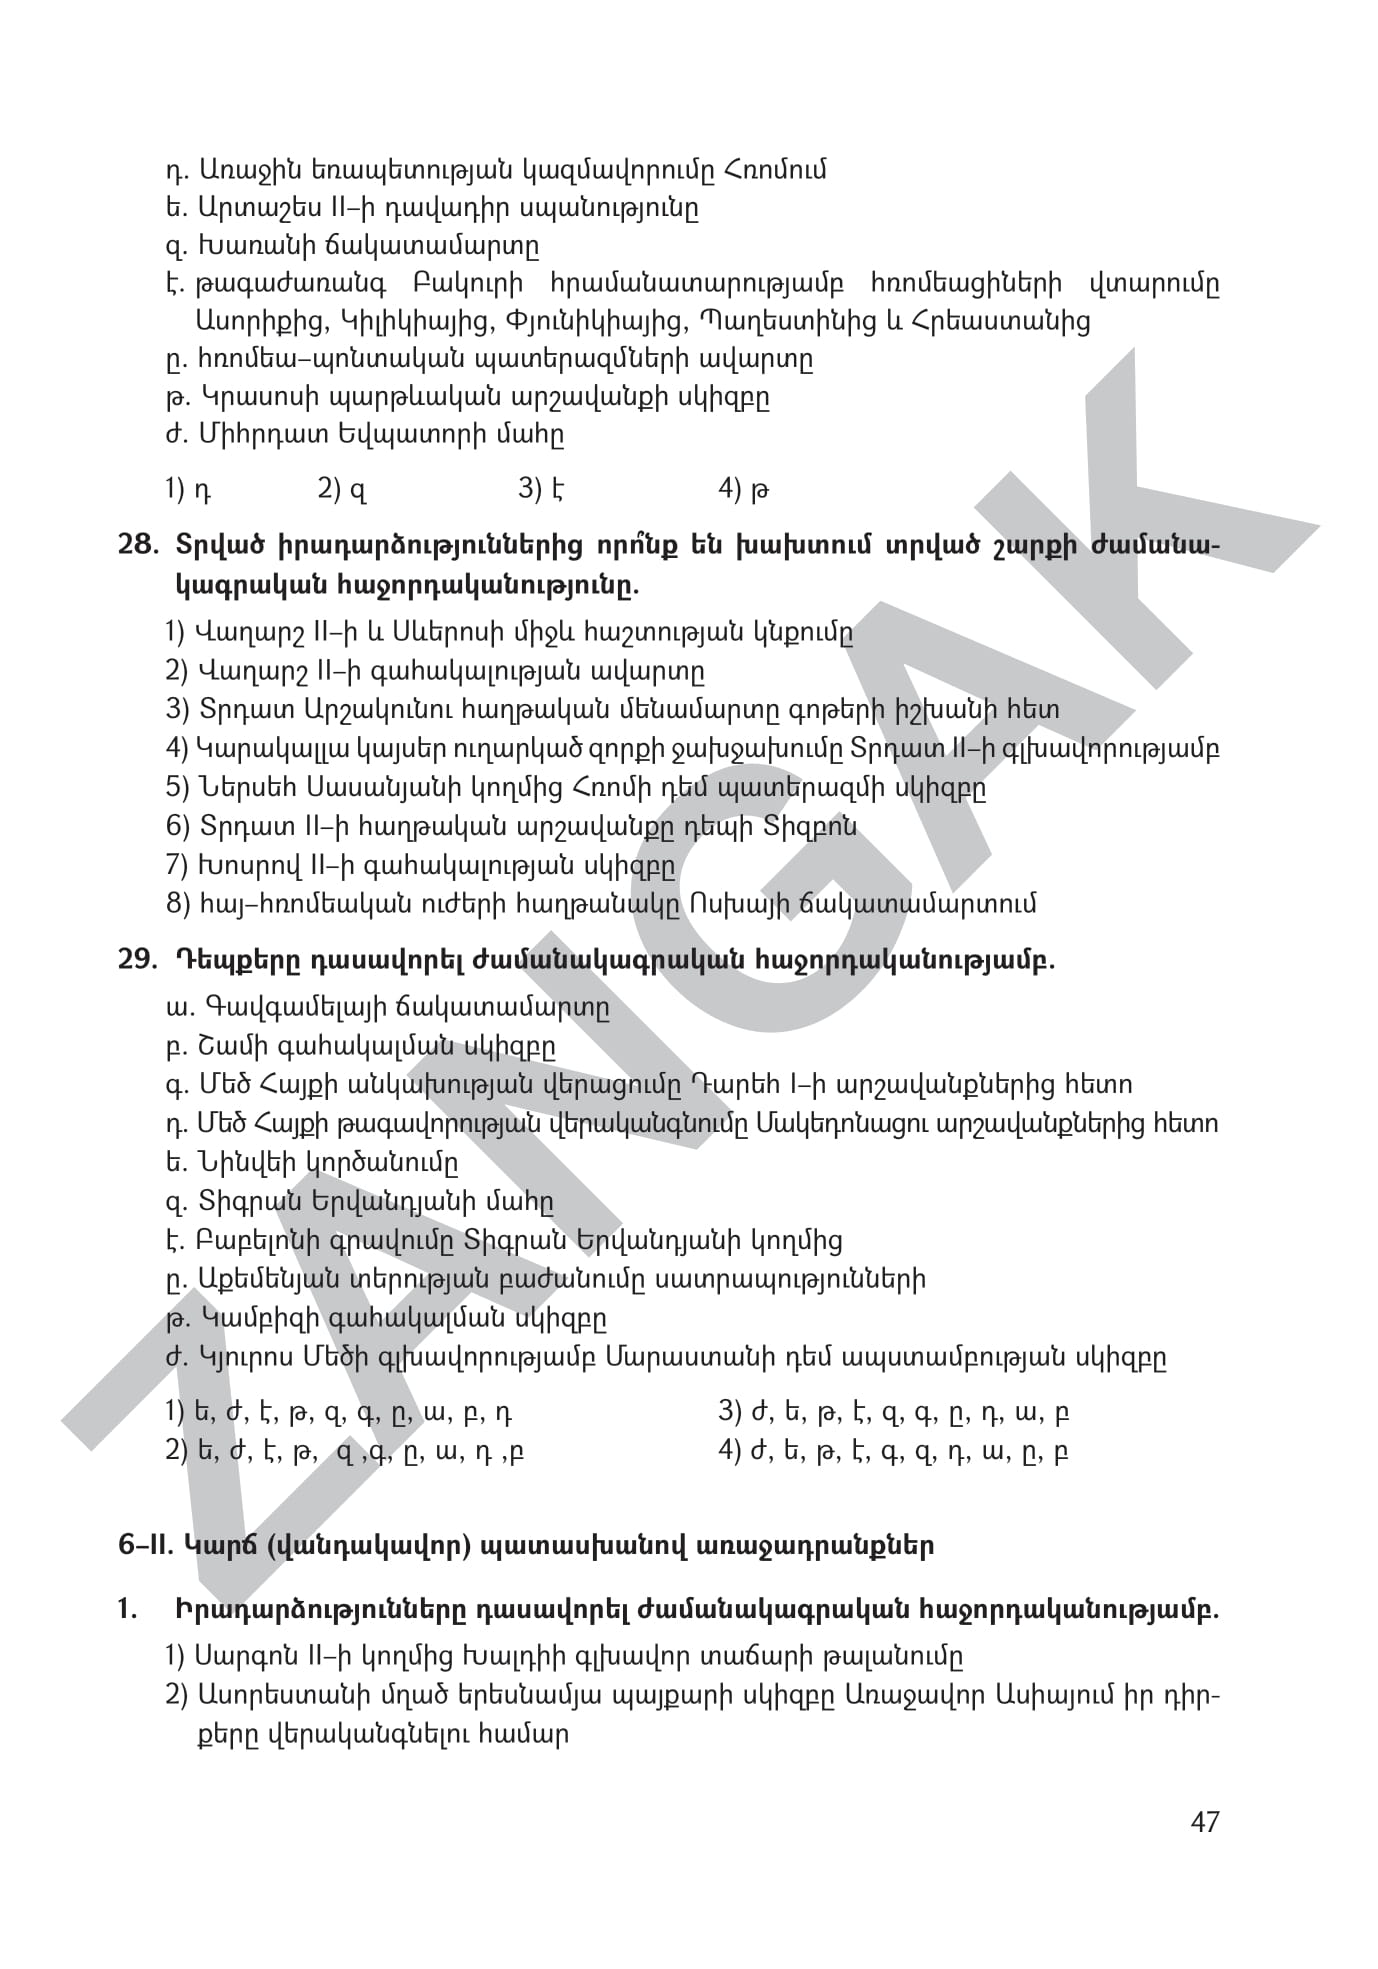 դ. Առաջին եռապետության կազմավորումը Հռոմում
ե. Արտաշես II–ի դավադիր սպանությունը
զ. Խառանի ճակատամարտը
է. թագաժառանգ Բակուրի հրամանատարությամբ հռոմեացիների վտարումը
Ասորիքից, Կիլիկիայից, Փյունիկիայից, Պաղեստինից և Հրեաստանից
ը. հռոմեա–պոնտական պատերազմների ավարտը
թ. Կրասոսի պարթևական արշավանքի սկիզբը
ժ. Միհրդատ Եվպատորի մահը
1) դ 2) զ 3) է 4) թ
28. Տրված իրադարձություններից որո՞նք են խախտում տրված շարքի ժամանա-
կագրական հաջորդականությունը.
1) Վաղարշ II–ի և Սևերոսի միջև հաշտության կնքումը
2) Վաղարշ II–ի գահակալության ավարտը
3) Տրդատ Արշակունու հաղթական մենամարտը գոթերի իշխանի հետ
4) Կարակալլա կայսեր ուղարկած զորքի ջախջախումը Տրդատ II–ի գլխավորությամբ
5) Ներսեհ Սասանյանի կողմից Հռոմի դեմ պատերազմի սկիզբը
6) Տրդատ II–ի հաղթական արշավանքը դեպի Տիզբոն
7) Խոսրով II–ի գահակալության սկիզբը
8) հայ–հռոմեական ուժերի հաղթանակը Ոսխայի ճակատամարտում
29. Դեպքերը դասավորել ժամանակագրական հաջորդականությամբ.
ա. Գավգամելայի ճակատամարտը
բ. Շամի գահակալման սկիզբը
գ. Մեծ Հայքի անկախության վերացումը Դարեհ I–ի արշավանքներից հետո
դ. Մեծ Հայքի թագավորության վերականգնումը Մակեդոնացու արշավանքներից հետո
ե. Նինվեի կործանումը
զ. Տիգրան Երվանդյանի մահը
է. Բաբելոնի գրավումը Տիգրան Երվանդյանի կողմից
ը. Աքեմենյան տերության բաժանումը սատրապությունների
թ. Կամբիզի գահակալման սկիզբը
ժ. Կյուրոս Մեծի գլխավորությամբ Մարաստանի դեմ ապստամբության սկիզբը
1) ե, ժ, է, թ, զ, գ, ը, ա, բ, դ 3) ժ, ե, թ, է, զ, գ, ը, դ, ա, բ
2) ե, ժ, է, թ, զ ,գ, ը, ա, դ ,բ 4) ժ, ե, թ, է, գ, զ, դ, ա, ը, բ
6–II. Կարճ (վանդակավոր) պատասխանով առաջադրանքներ
1. Իրադարձությունները դասավորել ժամանակագրական հաջորդականությամբ.
1) Սարգոն II–ի կողմից Խալդիի գլխավոր տաճարի թալանումը
2) Ասորեստանի մղած երեսնամյա պայքարի սկիզբը Առաջավոր Ասիայում իր դիր-
քերը վերականգնելու համար
47
ZANGAK